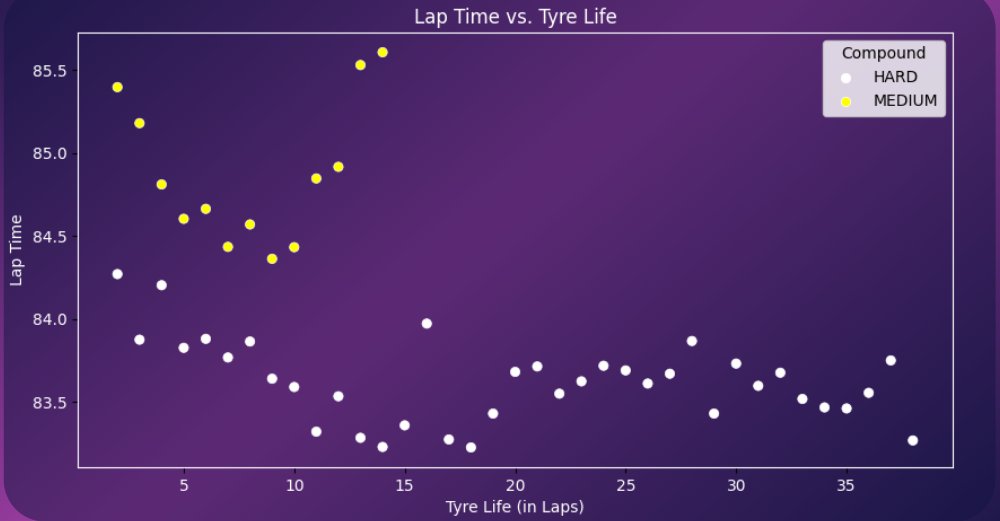 Lap Time vs. Tyre Life
Compound
HARD
MEDIUM
85.5
85.0
84.5
84.0
83.5
Lap Time
5 10 15 20 25 30 35
Tyre Life (in Laps)